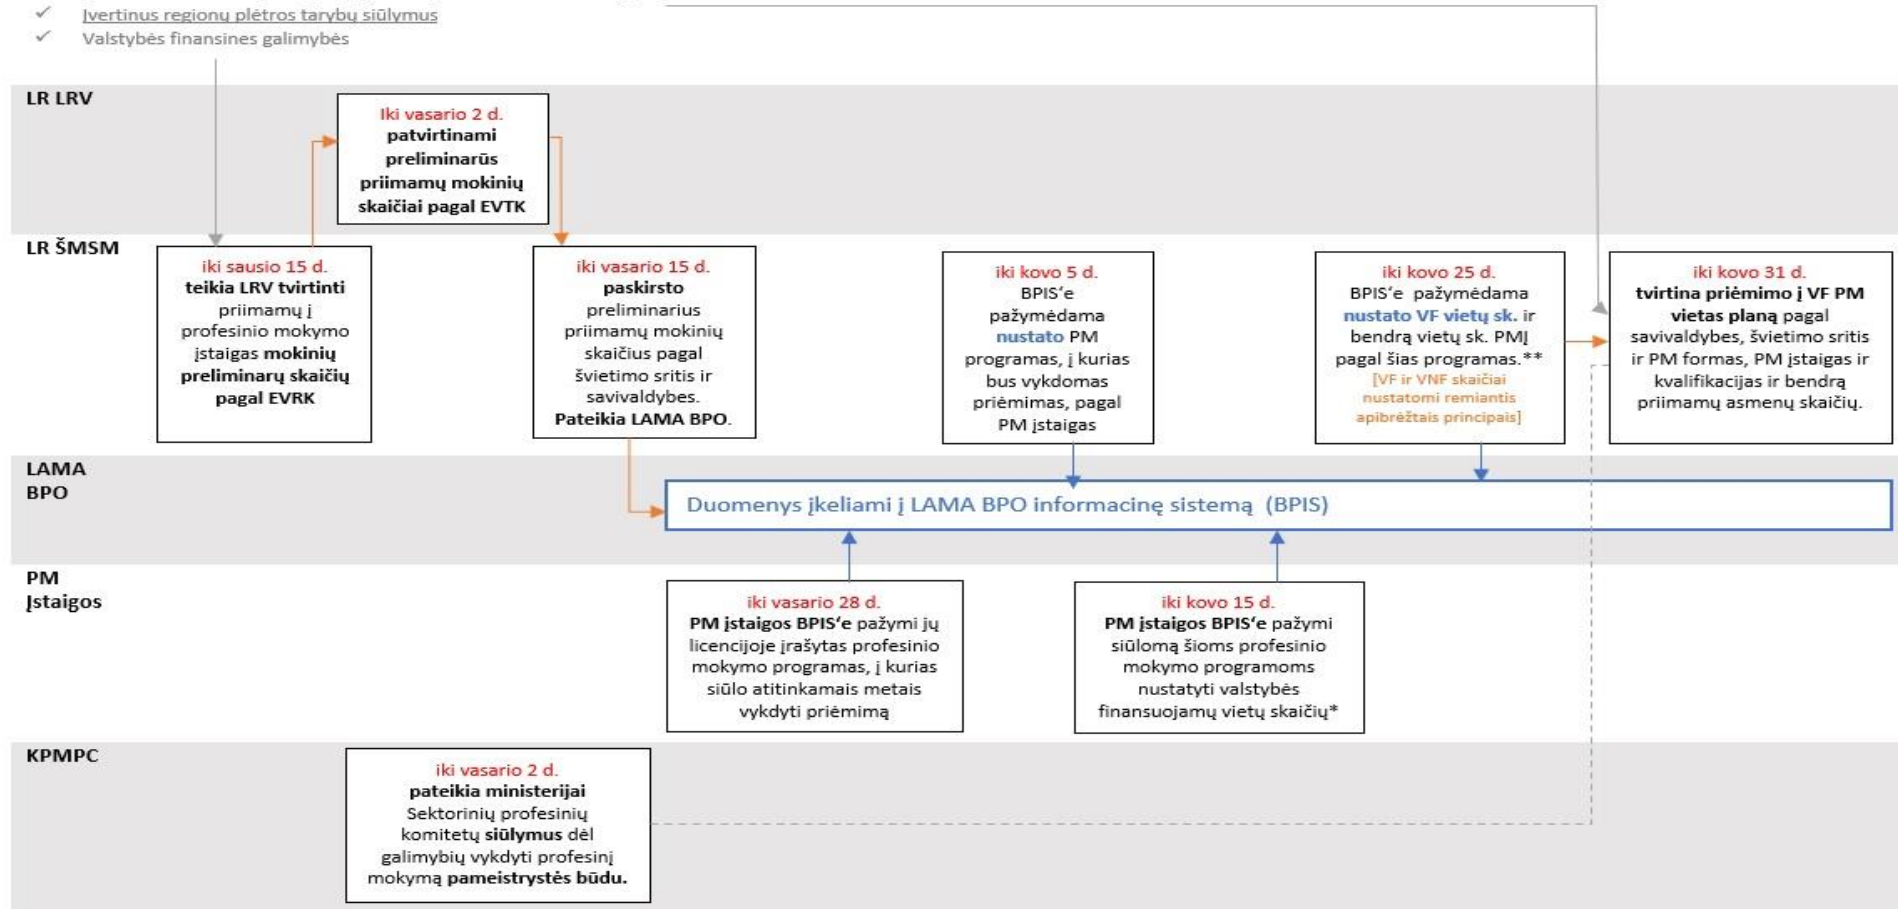 Įvertinus regionų plėtros tarybų siūlymus
Valstybės finansines galimybės
LR LRV
Iki vasario 2 d.
patvirtinami
preliminarūs
priimamų mokinių
skaičiai pagal EVTK
LR ŠMSM
iki sausio 15 d.
teikia LRV tvirtinti
priimamų į
profesinio mokymo
įstaigas mokinių
preliminarų skaičių
pagal EVRK
iki vasario 15 d.
paskirsto
preliminarius
priimamų mokinių
skaičius pagal
švietimo sritis ir
savivaldybes.
Pateikia LAMA BPO.
iki kovo 5 d.
BPIS‘e
pažymėdama
nustato PM
programas, į kurias
bus vykdomas
priėmimas, pagal
PM įstaigas
iki kovo 25 d.
BPIS‘e pažymėdama
nustato VF vietų sk. ir
bendrą vietų sk. PMĮ
pagal šias programas.**
[VF ir VNF skaičiai
nustatomi remiantis
apibrėžtais principais]
iki kovo 31 d.
tvirtina priėmimo į VF PM
vietas planą pagal
savivaldybes, švietimo sritis
ir PM formas, PM įstaigas ir
kvalifikacijas ir bendrą
priimamų asmenų skaičių.
LAMA
BPO
Duomenys įkeliami į LAMA BPO informacinę sistemą (BPIS)
PM
Įstaigos
iki vasario 28 d.
PM įstaigos BPIS‘e pažymi jų
licencijoje įrašytas profesinio
mokymo programas, į kurias
siūlo atitinkamais metais
vykdyti priėmimą
iki kovo 15 d.
PM įstaigos BPIS‘e pažymi
siūlomą šioms profesinio
mokymo programoms
nustatyti valstybės
finansuojamų vietų skaičių*
KPMPC
iki vasario 2 d.
pateikia ministerijai
Sektorinių profesinių
komitetų siūlymus dėl
galimybių vykdyti profesinį
mokymą pameistrystės būdu.